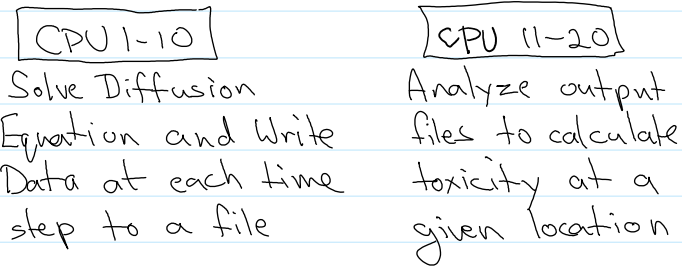 CPU 1-10
Solve Diffusion
Equation and Write
Data at each time
step to a file
CPU 11-20
Analyze output
files to calculate
toxicity at a
given location